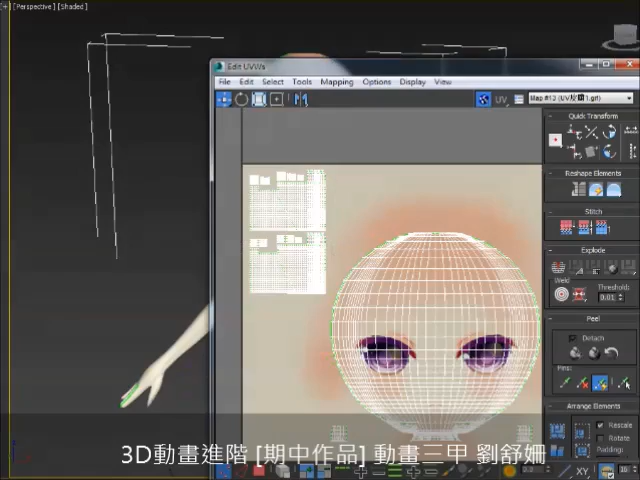 [+] [Perspective] [Shaded]
Edit UVWs
File Edit Select Tools Mapping Options Display View
UV
Quick Transform
Reshape Elements
Stitch
Explode
Weld
Threshold:
0.01
Peel
Detach
Pins:
Arrange Elements
Rescale
Rotate
Padding:
XY
16
3D動畫進階 [期中作品] 動畫三甲 劉舒姍